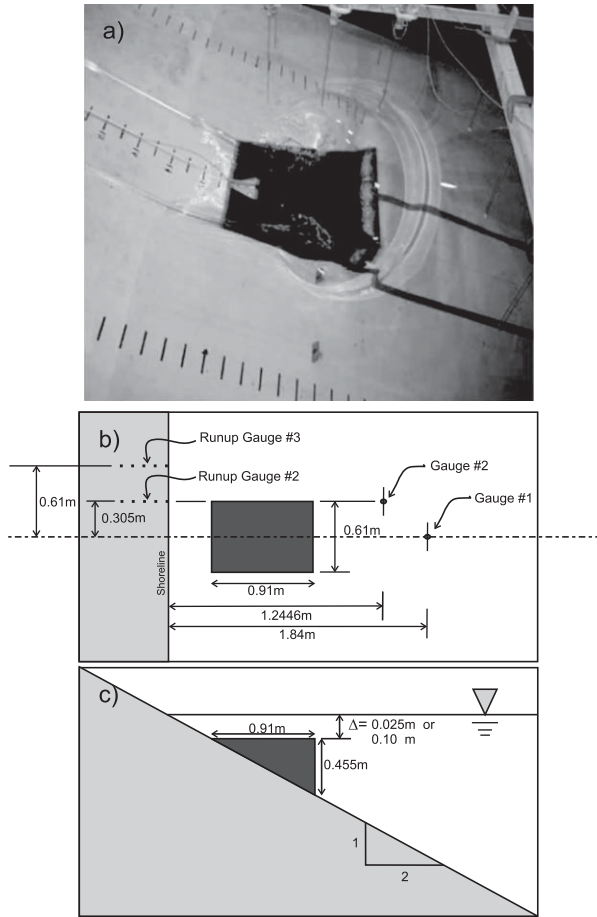 a)
b)
Runup Gauge #3
Runup Gauge #2
Gauge #2
Gauge #1
0.61m
0.305m
0.61m
Shoreline
0.91m
1.2446m
1.84m
c)
0.91m
Δ= 0.025m or
0.10 m
0.455m
1
2